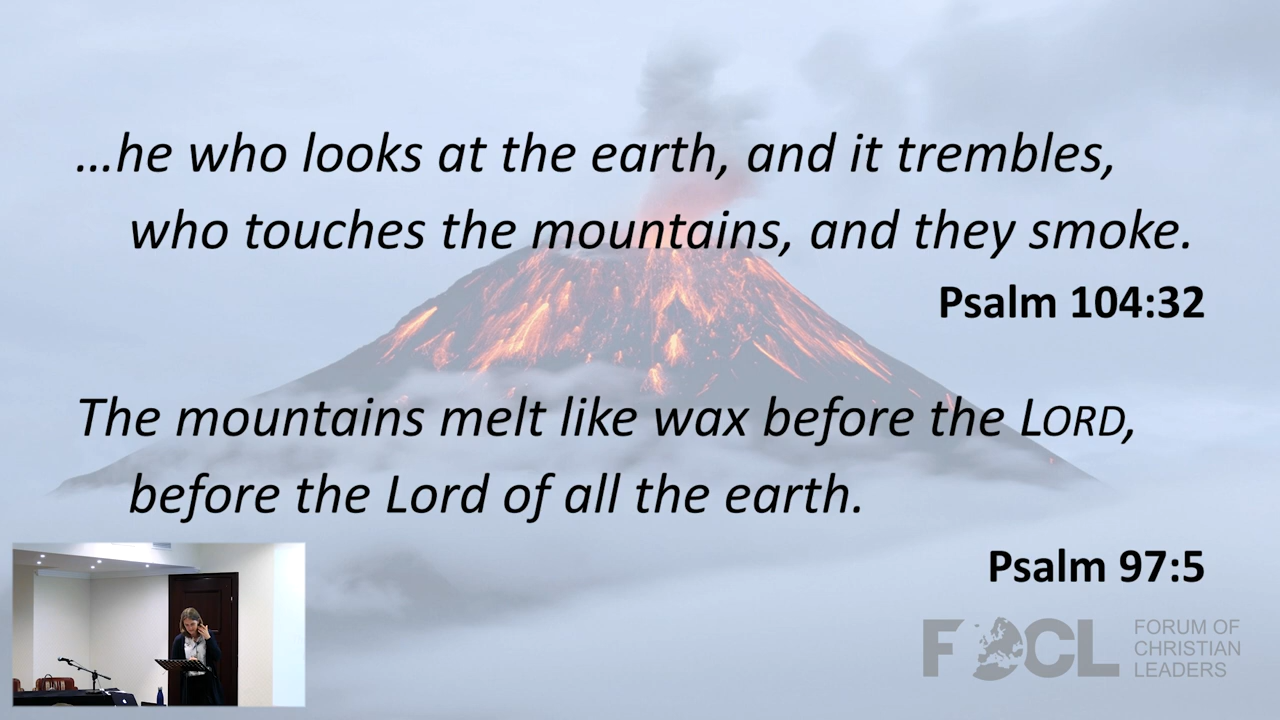 …he who looks at the earth, and it trembles,
who touches the mountains, and they smoke.
Psalm 104:32
The mountains melt like wax before the LORD,
before the Lord of all the earth.
Psalm 97:5
FOCL
FORUM OF
CHRISTIAN
LEADERS